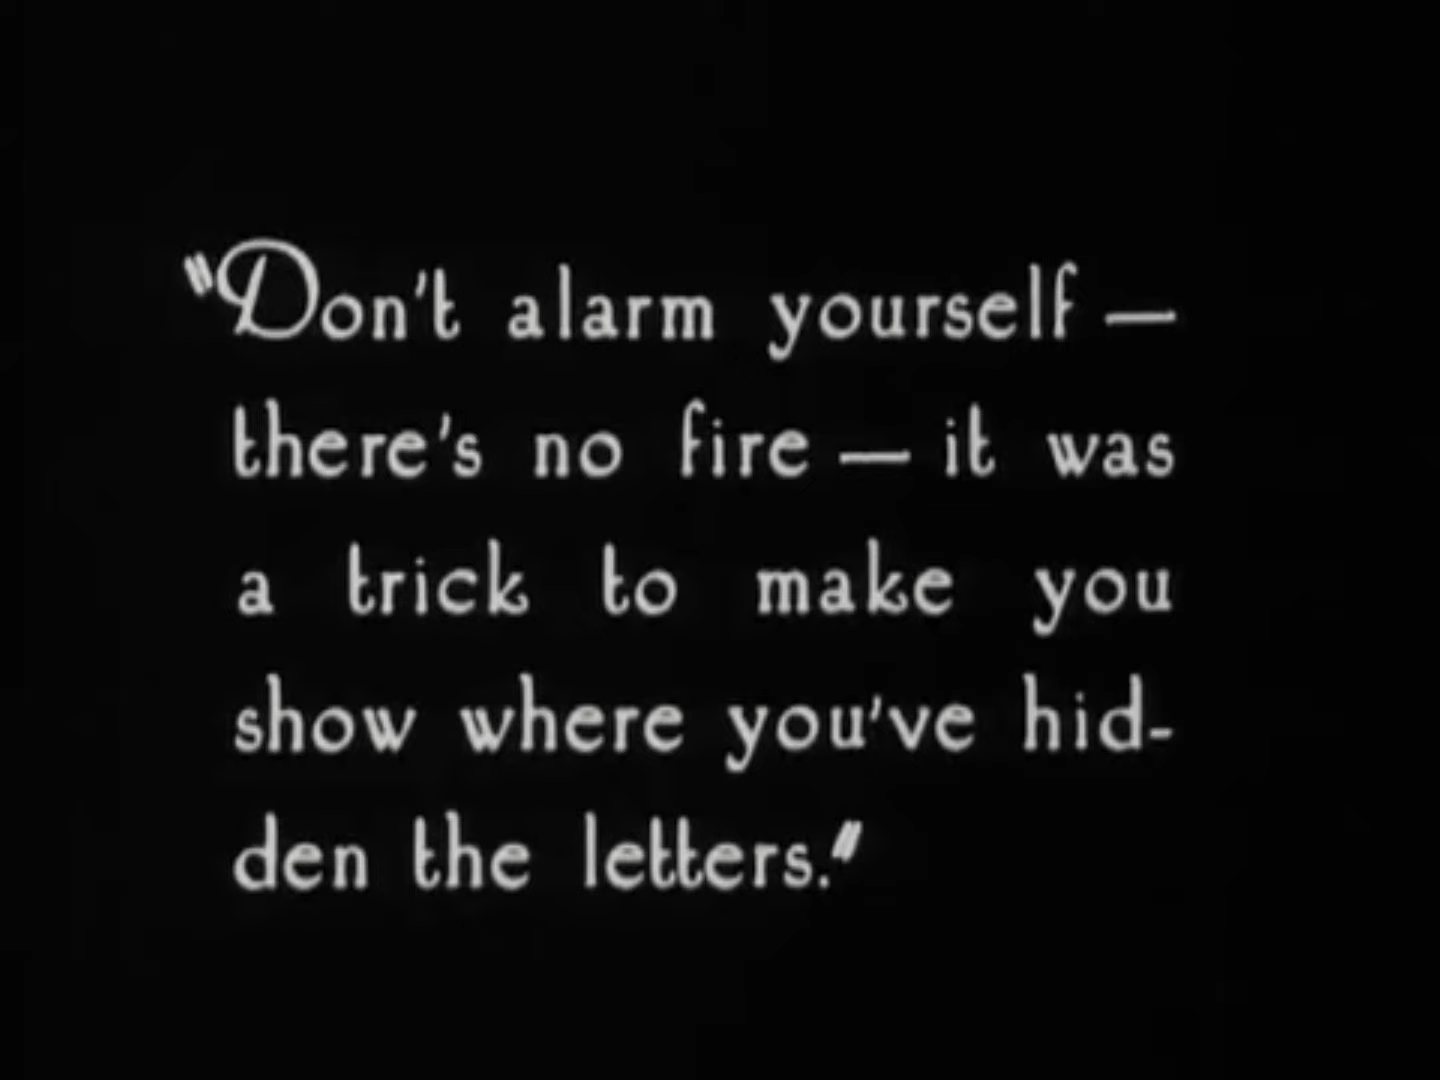 "Don't alarm yourself —
there's no fire — it was
a trick to make you
show where you've hid-
den the letters."